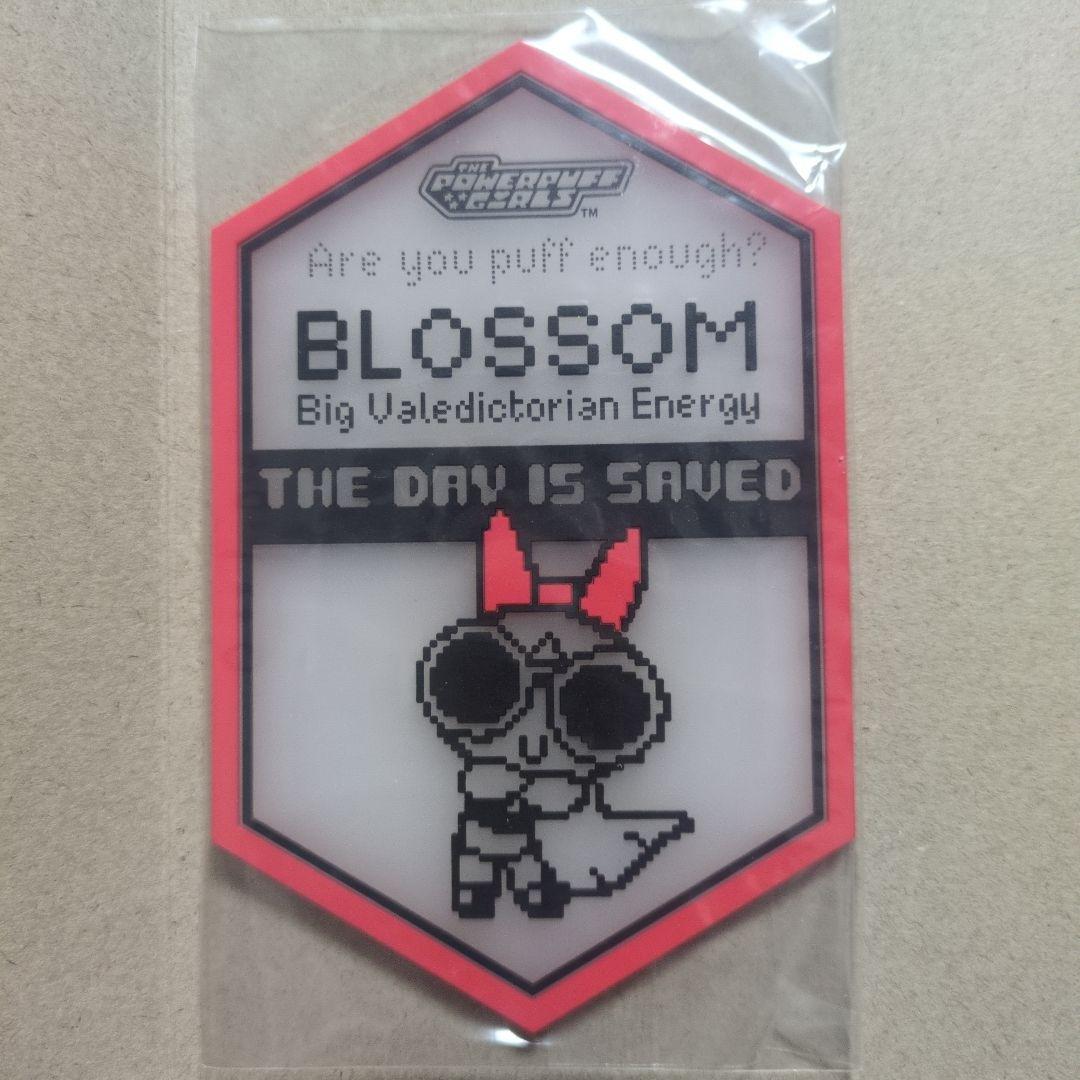 THE
POWERPUFF
GIRLS
TM
Are you puff enough?
BLOSSOM
Big Valedictorian Energy
THE DAY IS SAVED